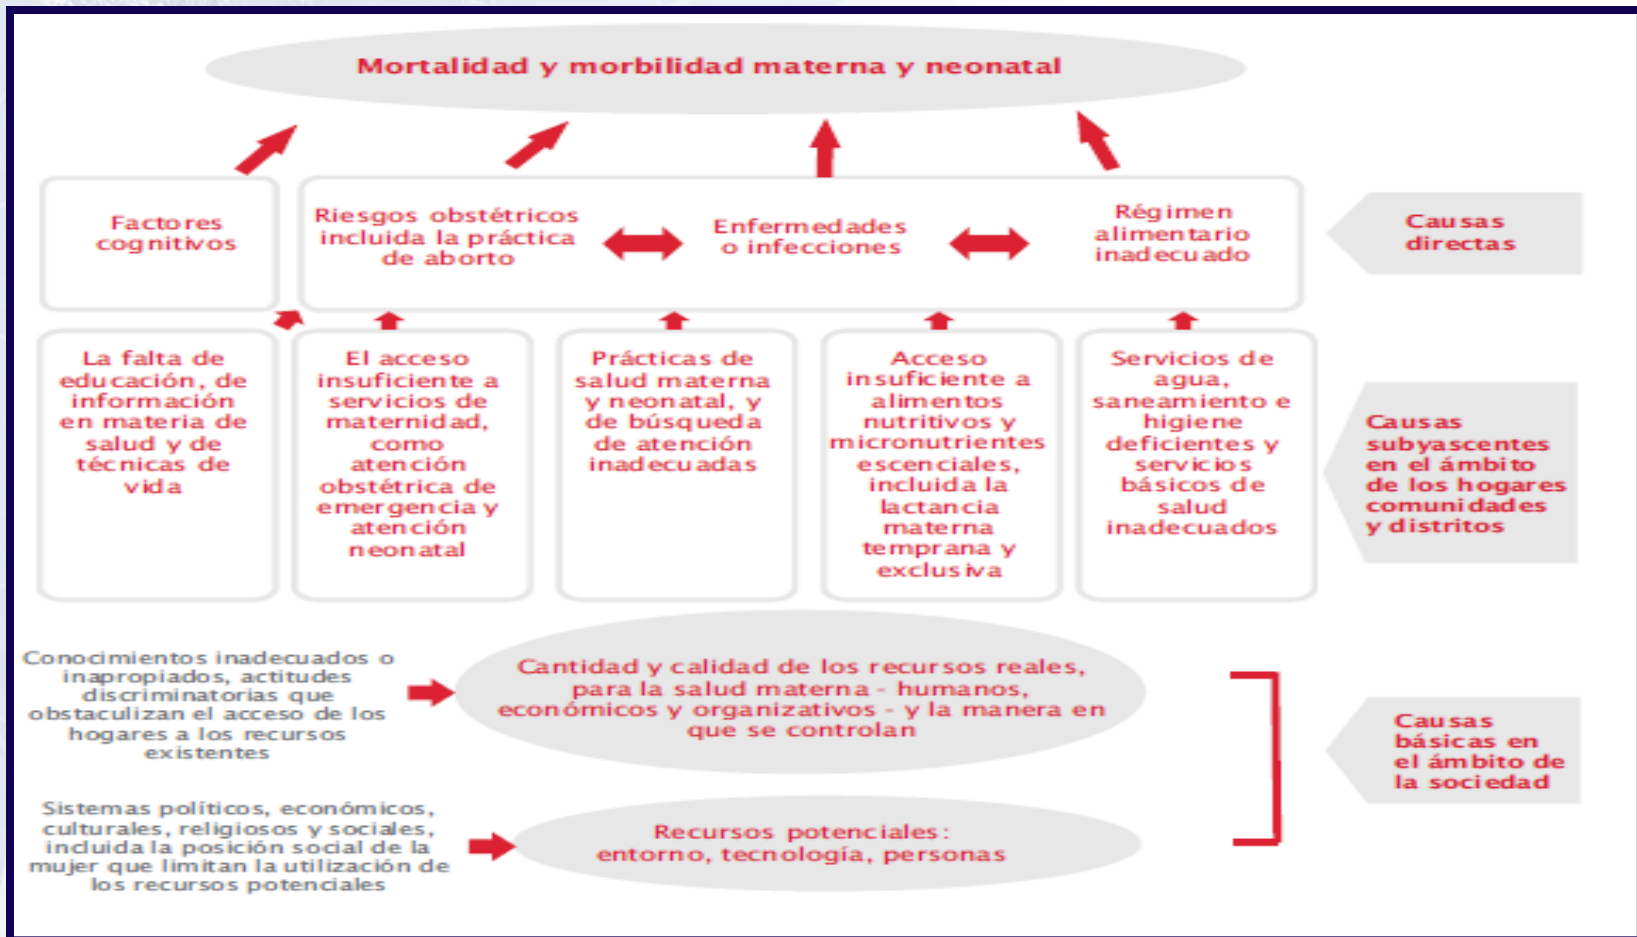 Mortalidad y morbilidad materna y neonatal
Factores
cognitivos
Riesgos obstétricos
incluida la práctica
de aborto
Enfermedades
o infecciones
Régimen
alimentario
inadecuado
Causas
directas
La falta de
educación, de
información
en materia de
salud y de
técnicas de
vida
El acceso
insuficiente a
servicios de
maternidad,
como
atención
obstétrica de
emergencia y
atención
neonatal
Prácticas de
salud materna
y neonatal, y
de búsqueda
de atención
inadecuadas
Acceso
insuficiente a
alimentos
nutritivos y
micronutrientes
escenciales,
incluida la
lactancia
materna
temprana y
exclusiva
Servicios de
agua,
saneamiento e
higiene
deficientes y
servicios
básicos de
salud
inadecuados
Causas
subyascentes
en el ámbito
de los hogares
comunidades
y distritos
Conocimientos inadecuados o
inapropiados, actitudes
discriminatorias que
obstaculizan el acceso de los
hogares a los recursos
existentes
Cantidad y calidad de los recursos reales,
para la salud materna - humanos,
económicos y organizativos - y la manera en
que se controlan
Causas
básicas en
el ámbito de
la sociedad
Sistemas políticos, económicos,
culturales, religiosos y sociales,
incluida la posición social de la
mujer que limitan la utilización de
los recursos potenciales
Recursos potenciales:
entorno, tecnología, personas